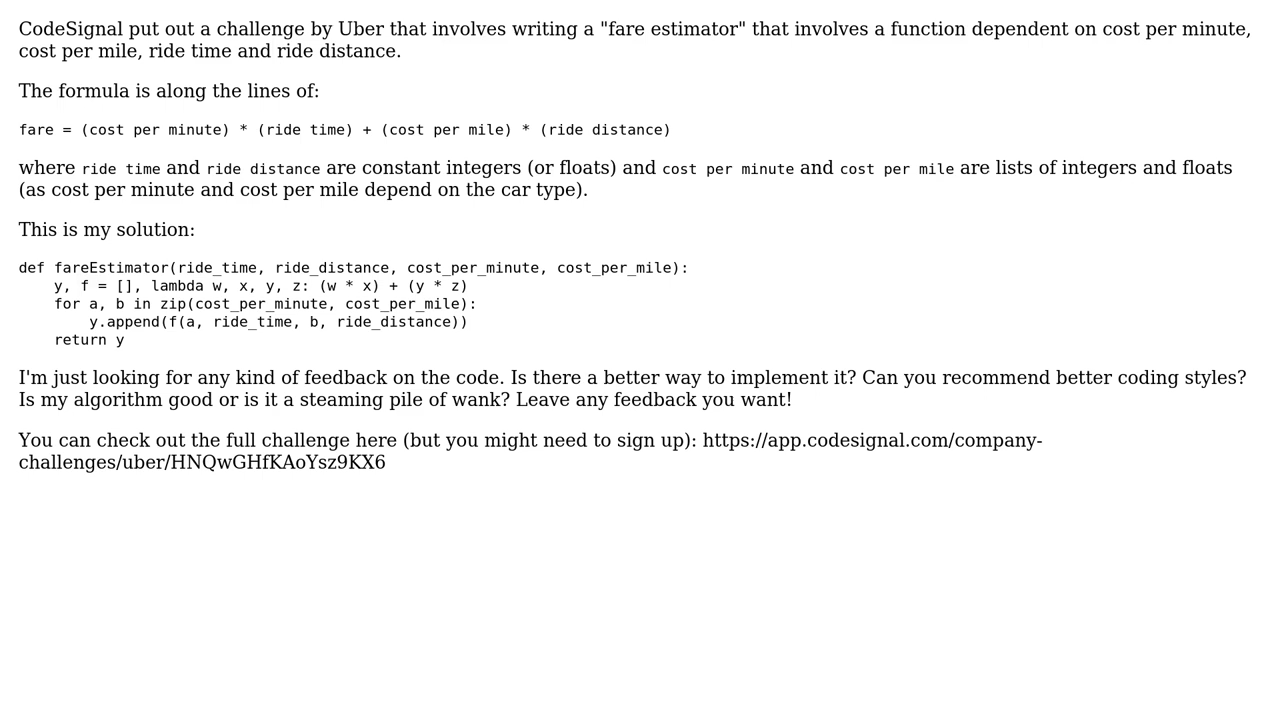 CodeSignal put out a challenge by Uber that involves writing a "fare estimator" that involves a function dependent on cost per minute,
cost per mile, ride time and ride distance.
The formula is along the lines of:
fare = (cost per minute) * (ride time) + (cost per mile) * (ride distance)
where ride time and ride distance are constant integers (or floats) and cost per minute and cost per mile are lists of integers and floats
(as cost per minute and cost per mile depend on the car type).
This is my solution:
def fareEstimator(ride_time, ride_distance, cost_per_minute, cost_per_mile):
    y, f = [], lambda w, x, y, z: (w * x) + (y * z)
    for a, b in zip(cost_per_minute, cost_per_mile):
        y.append(f(a, ride_time, b, ride_distance))
    return y
I'm just looking for any kind of feedback on the code. Is there a better way to implement it? Can you recommend better coding styles?
Is my algorithm good or is it a steaming pile of wank? Leave any feedback you want!
You can check out the full challenge here (but you might need to sign up): https://app.codesignal.com/company-
challenges/uber/HNQwGHfKAoYsz9KX6